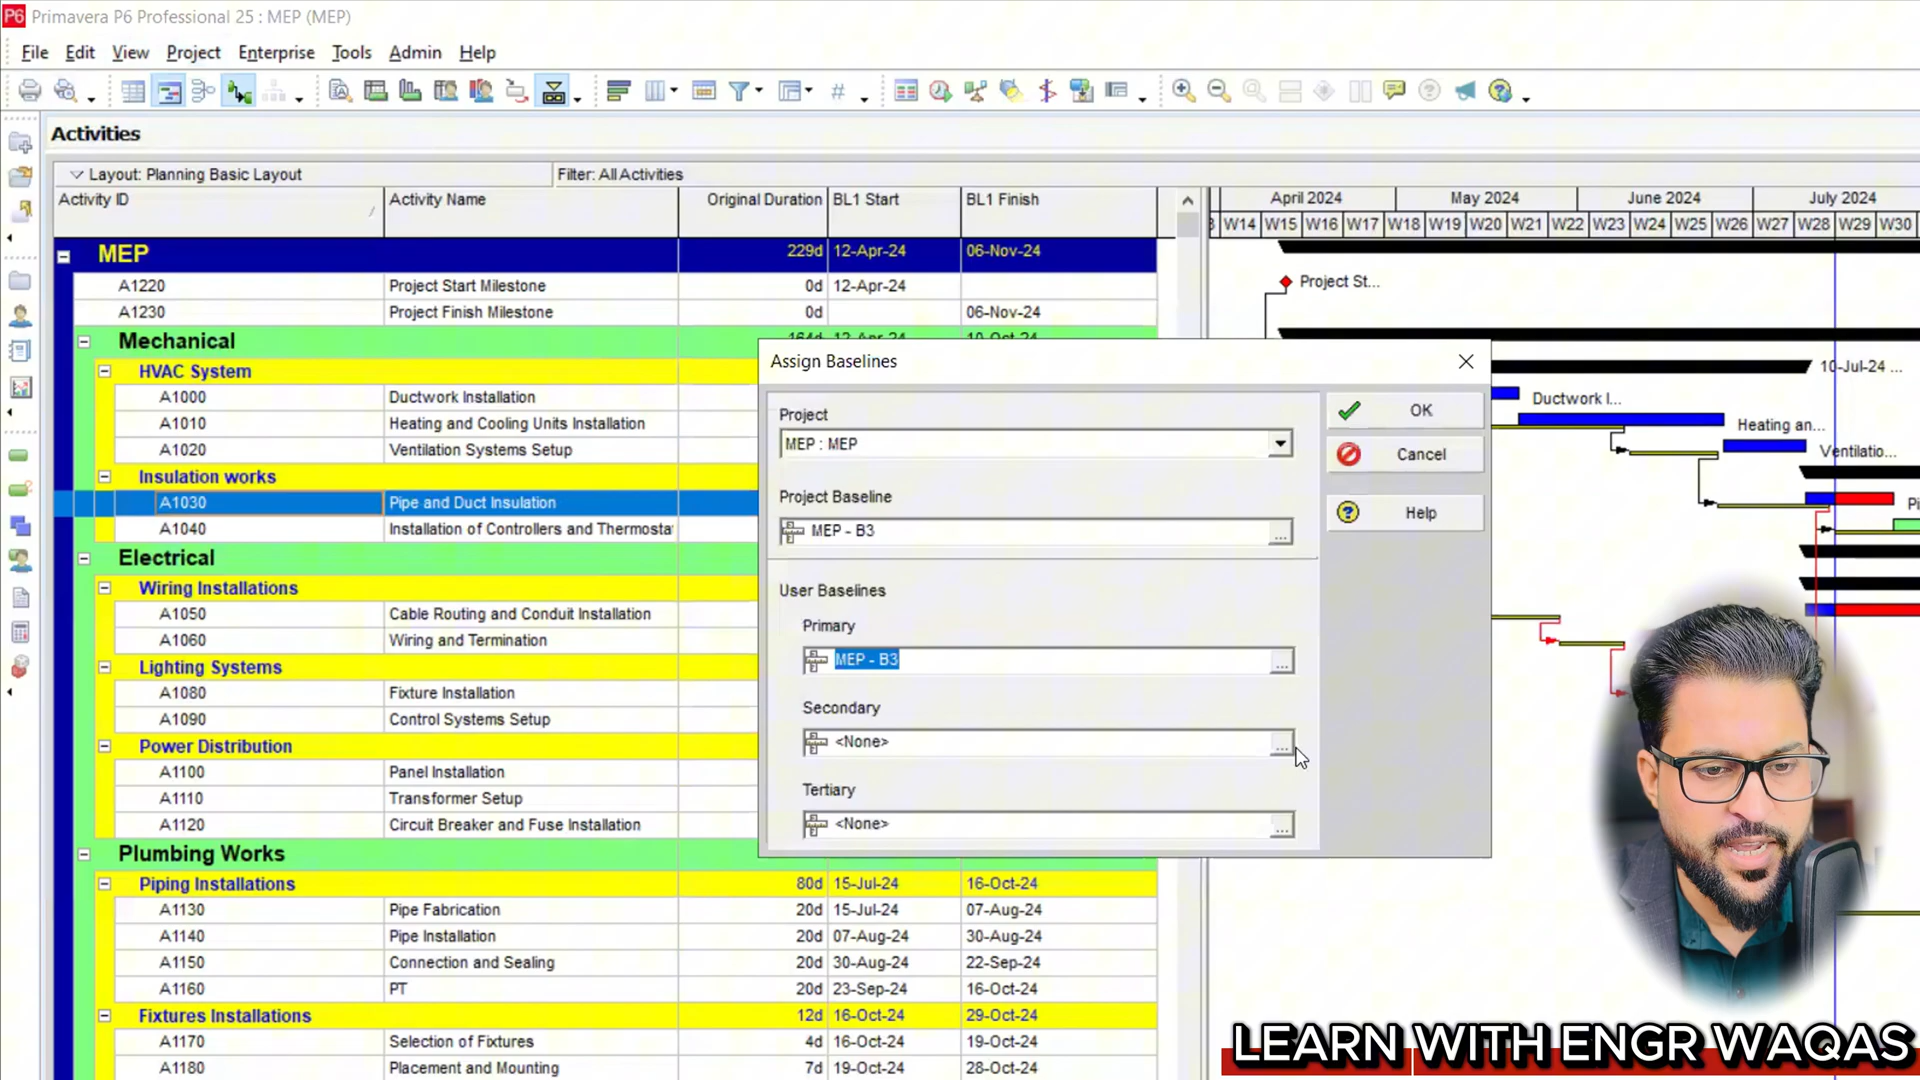 P6 Primavera P6 Professional 25 : MEP (MEP)
File Edit View Project Enterprise Tools Admin Help
Activities
Layout: Planning Basic Layout Filter: All Activities
Activity ID Activity Name Original Duration BL1 Start BL1 Finish
April 2024 May 2024 June 2024 July 2024
W14 W15 W16 W17 W18 W19 W20 W21 W22 W23 W24 W25 W26 W27 W28 W29 W30
MEP 229d 12-Apr-24 06-Nov-24
A1220 Project Start Milestone 0d 12-Apr-24
Project St...
A1230 Project Finish Milestone 0d 06-Nov-24
Mechanical 164d 12-Apr-24 10-Oct-24
HVAC System
10-Jul-24 ...
A1000 Ductwork Installation
Ductwork I...
A1010 Heating and Cooling Units Installation
Heating an...
A1020 Ventilation Systems Setup
Ventilatio...
Insulation works
A1030 Pipe and Duct Insulation
Pi
A1040 Installation of Controllers and Thermosta
Electrical
Wiring Installations
A1050 Cable Routing and Conduit Installation
A1060 Wiring and Termination
Lighting Systems
A1080 Fixture Installation
A1090 Control Systems Setup
Power Distribution
A1100 Panel Installation
A1110 Transformer Setup
A1120 Circuit Breaker and Fuse Installation
Plumbing Works
Piping Installations 80d 15-Jul-24 16-Oct-24
A1130 Pipe Fabrication 20d 15-Jul-24 07-Aug-24
A1140 Pipe Installation 20d 07-Aug-24 30-Aug-24
A1150 Connection and Sealing 20d 30-Aug-24 22-Sep-24
A1160 PT 20d 23-Sep-24 16-Oct-24
Fixtures Installations 12d 16-Oct-24 29-Oct-24
A1170 Selection of Fixtures 4d 16-Oct-24 19-Oct-24
A1180 Placement and Mounting 7d 19-Oct-24 28-Oct-24
Assign Baselines
Project
MEP : MEP
Project Baseline
MEP - B3
...
User Baselines
Primary
MEP - B3
...
Secondary
<None>
...
Tertiary
<None>
...
OK
Cancel
Help
LEARN WITH ENGR WAQAS